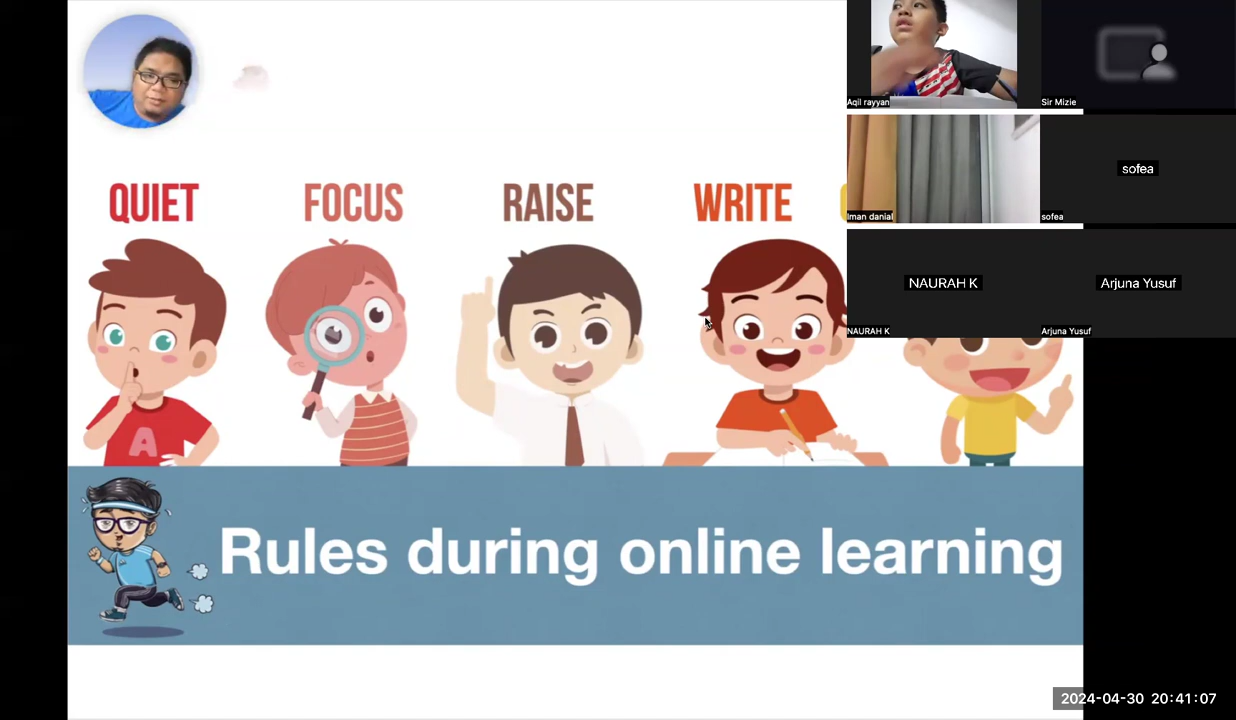 QUIET
FOCUS
RAISE
WRITE
A
Rules during online learning
Aqil rayyan
Sir Mizie
Iman danial
sofea
sofea
NAURAH K
Arjuna Yusuf
NAURAH K
Arjuna Yusuf
2024-04-30 20:41:07